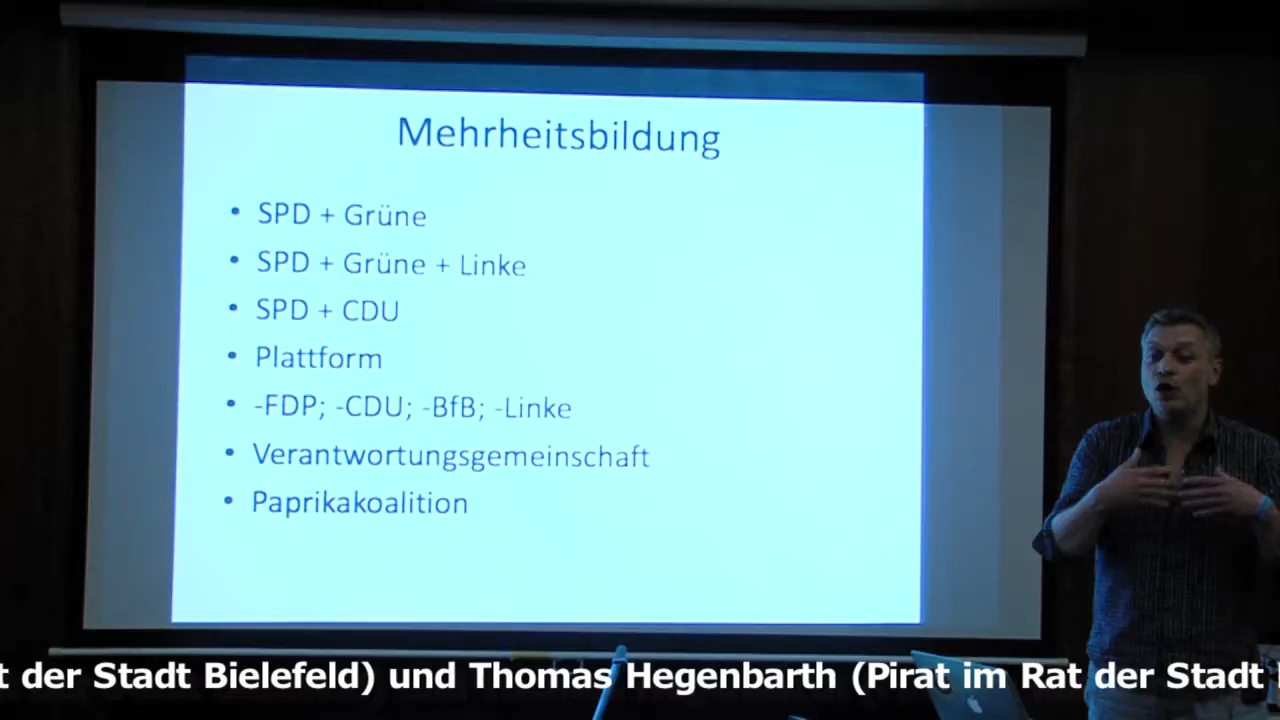 Mehrheitsbildung
• SPD + Grüne
• SPD + Grüne + Linke
• SPD + CDU
• Plattform
• -FDP; -CDU; -BfB; -Linke
• Verantwortungsgemeinschaft
• Paprikakoalition
der Stadt Bielefeld) und Thomas Hegenbarth (Pirat im Rat der Stadt